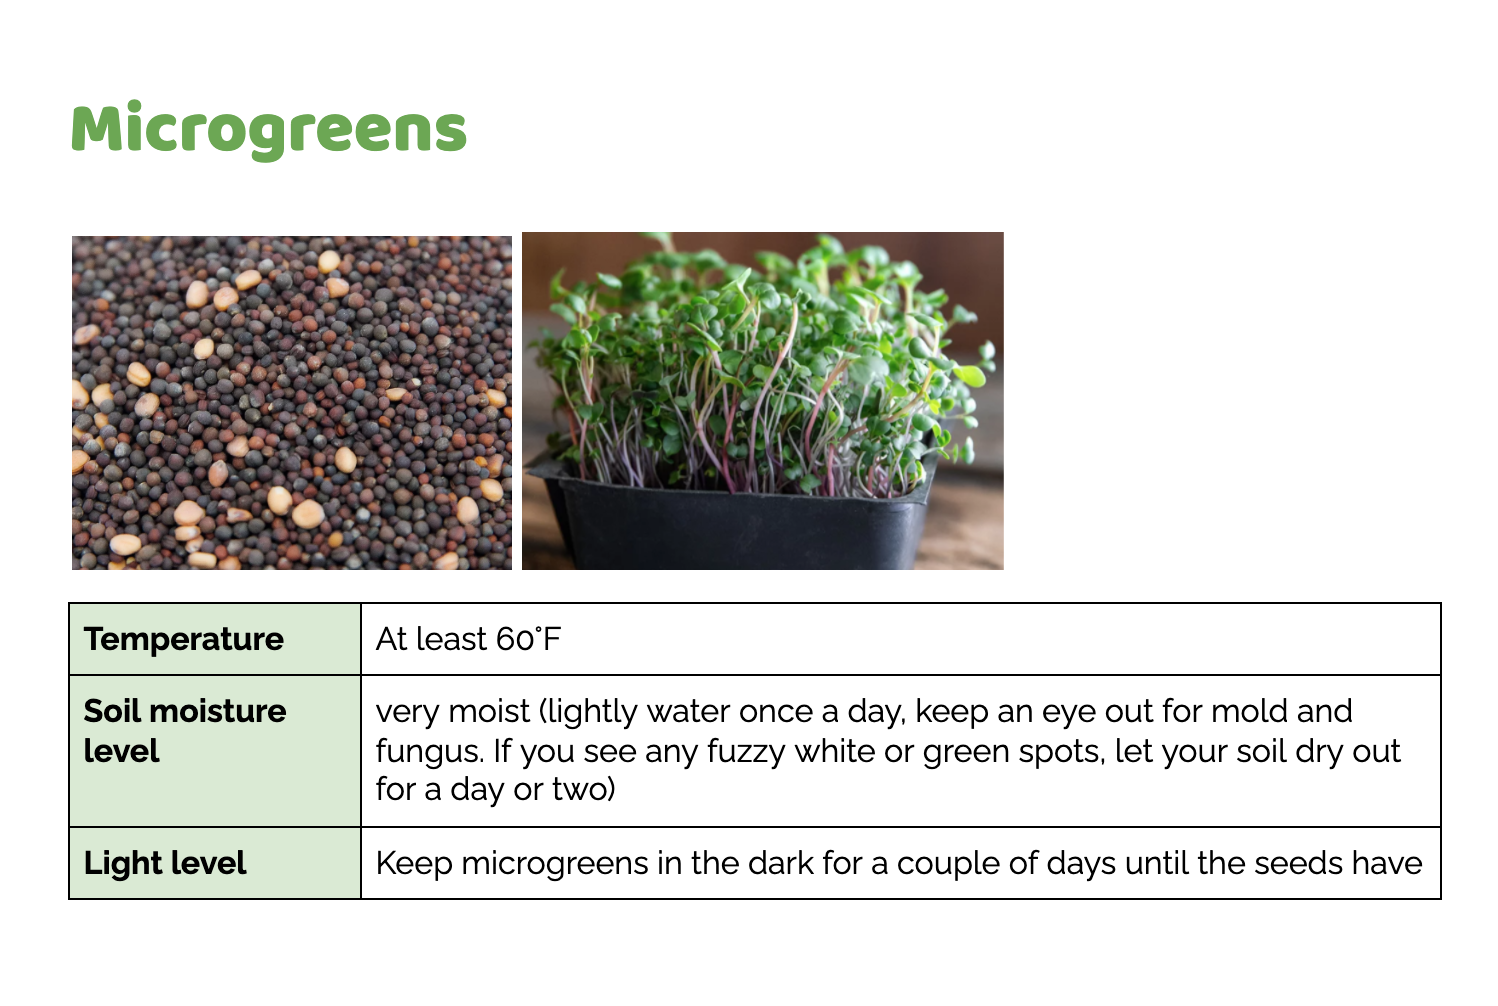 Microgreens
Temperature
At least 60°F
Soil moisture
level
very moist (lightly water once a day, keep an eye out for mold and
fungus. If you see any fuzzy white or green spots, let your soil dry out
for a day or two)
Light level
Keep microgreens in the dark for a couple of days until the seeds have